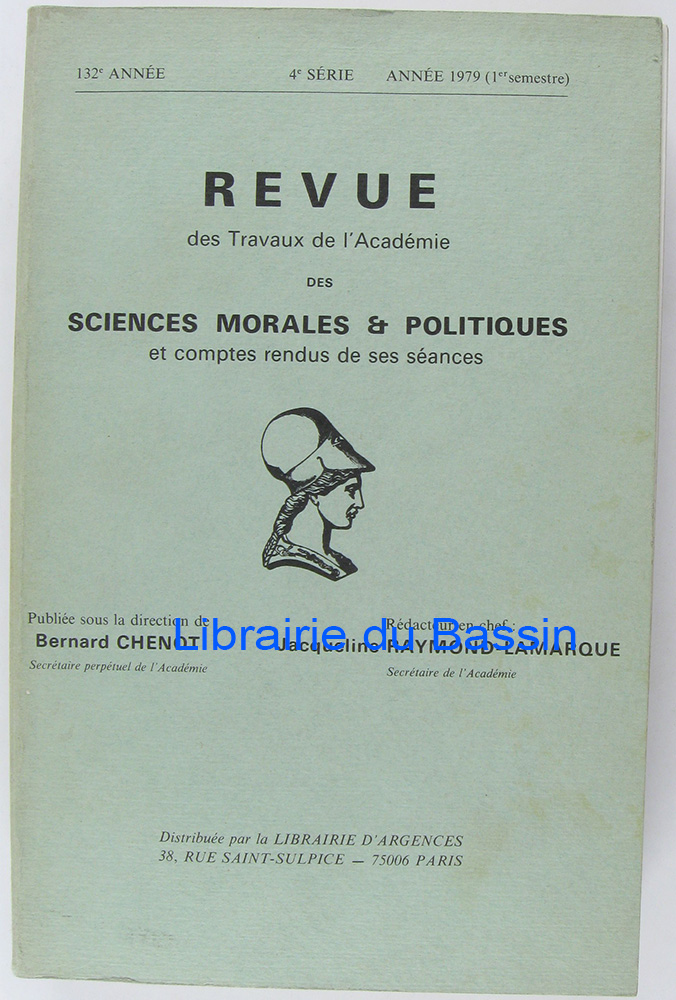 132e ANNÉE 4e SÉRIE ANNÉE 1979 (1er semestre)
REVUE
des Travaux de l'Académie
DES
SCIENCES MORALES & POLITIQUES
et comptes rendus de ses séances
Publiée sous la direction de
Rédacteur en chef :
Librairie du Bassin
Bernard CHENOT
Jacqueline RAYMOND-LAMARQUE
Secrétaire perpétuel de l'Académie
Secrétaire de l'Académie
Distribuée par la LIBRAIRIE D'ARGENCES
38, RUE SAINT-SULPICE — 75006 PARIS